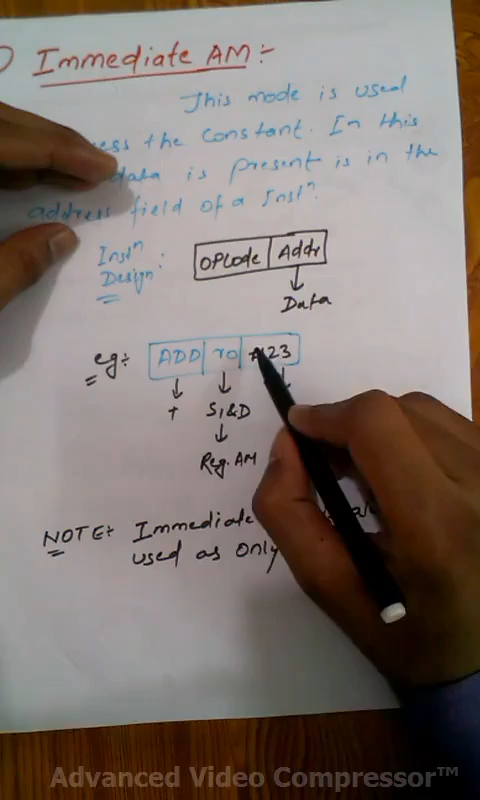 Immediate AM:-
This mode is used
the Constant. In this
data is present is in the
address field of a Instn.
Instn Design:
OPCode Addr
Data
eg:- ADD r0 #23
+ S1&D
Reg. AM
NOTE:- Immediate
used as only
Advanced Video Compressor™